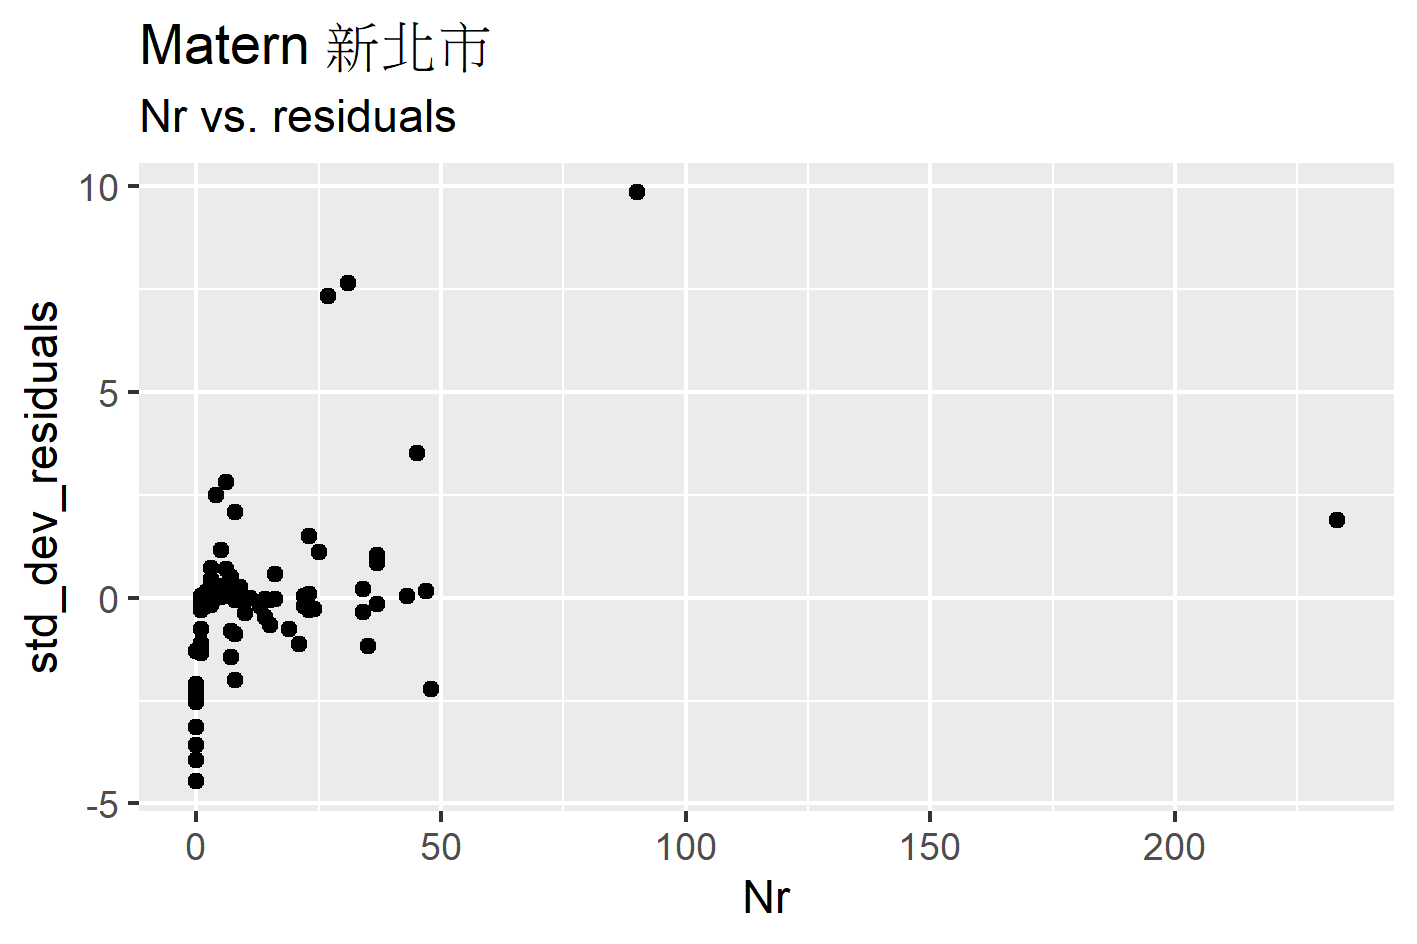 Matern 新北市
Nr vs. residuals
10
5
0
-5
std_dev_residuals
0 50 100 150 200
Nr